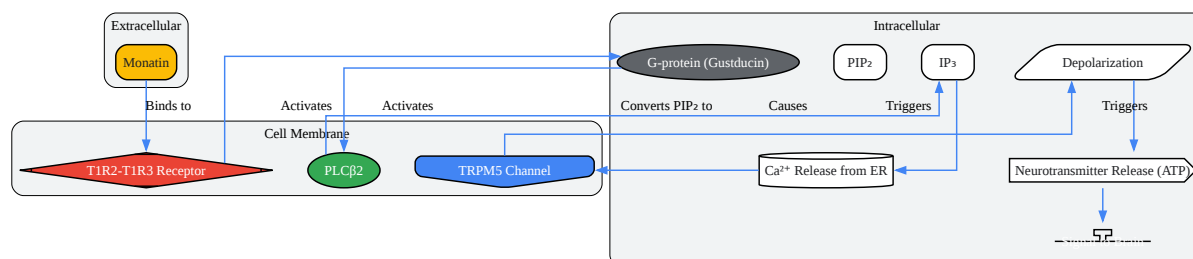 Extracellular
Intracellular
Monatin
G-protein (Gustducin)
PIP₂
IP₃
Depolarization
Binds to
Activates
Activates
Converts PIP₂ to
Causes
Triggers
Triggers
Cell Membrane
T1R2-T1R3 Receptor
PLCβ2
TRPM5 Channel
Ca²⁺ Release from ER
Neurotransmitter Release (ATP)